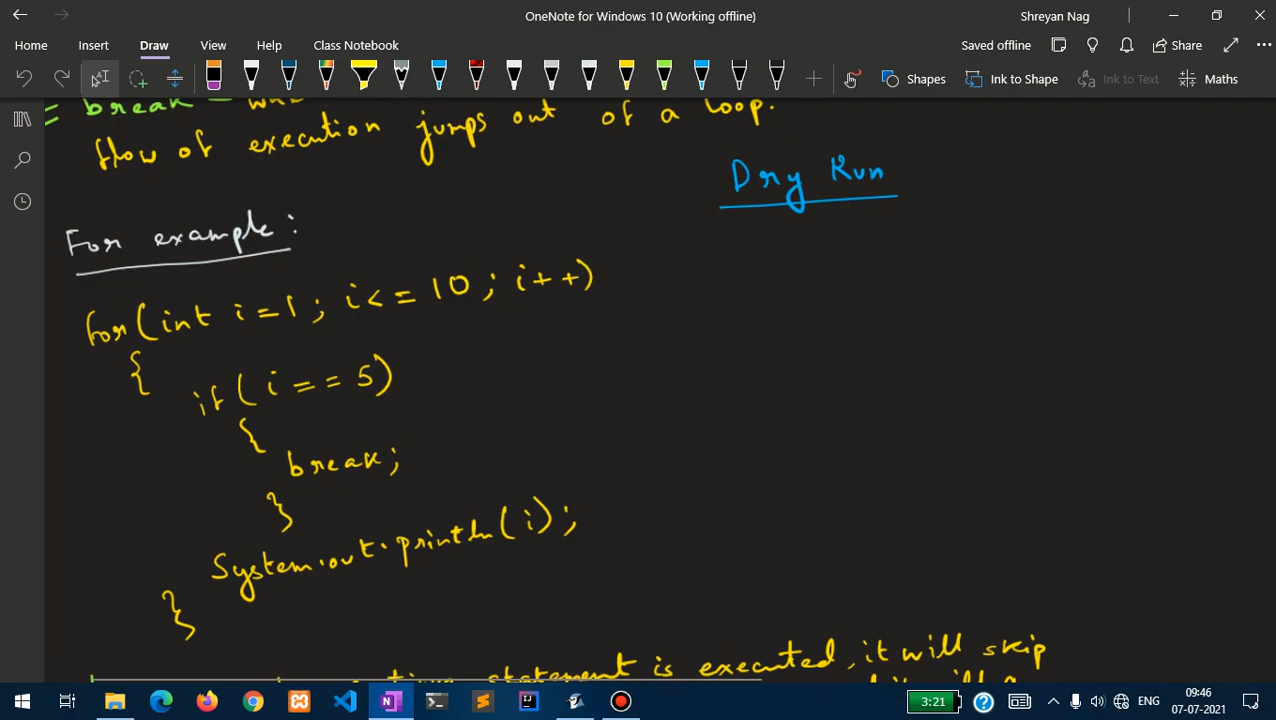 OneNote for Windows 10 (Working offline)
Shreyan Nag
Home Insert Draw View Help Class Notebook
Saved offline
Share
Shapes
Ink to Shape
Ink to Text
Maths
= break -
flow of execution jumps out of a loop.
Dry Run
For example:
for(int i=1; i<=10; i++)
{
if( i == 5)
{
break;
}
System.out.println(i);
}
statement is executed, it will skip
3:21
ENG
09:46
07-07-2021